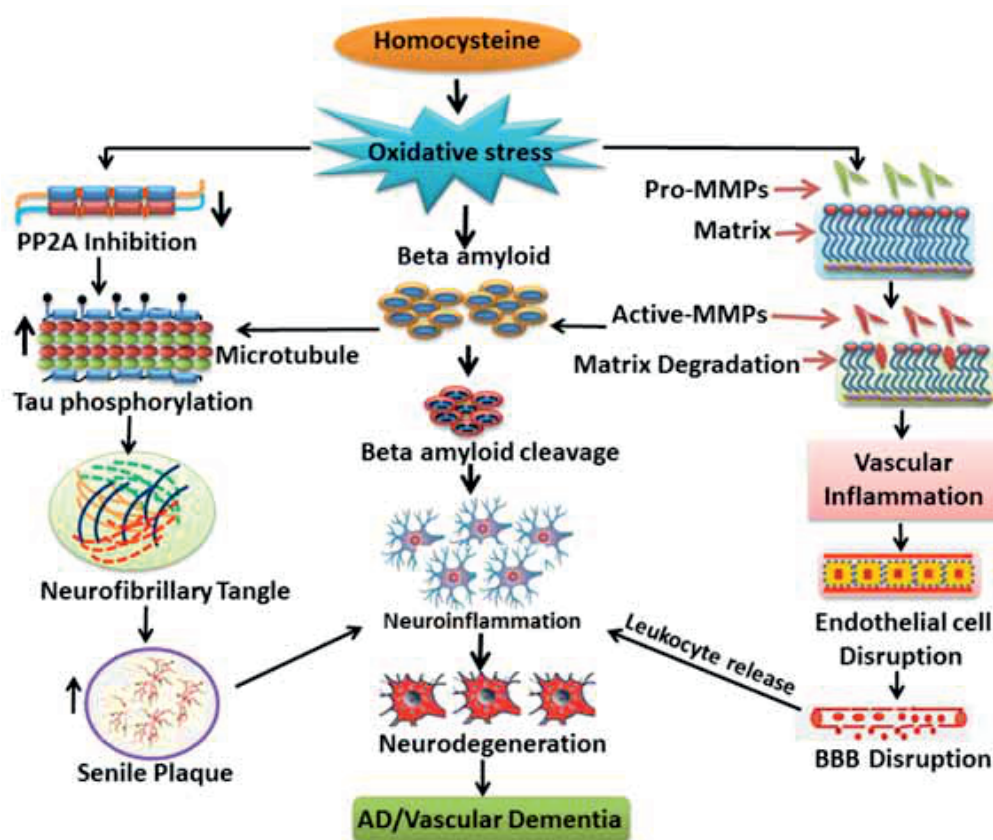 Homocysteine
Oxidative stress
PP2A Inhibition
Microtubule
Tau phosphorylation
Neurofibrillary Tangle
Senile Plaque
Beta amyloid
Beta amyloid cleavage
Neuroinflammation
Neurodegeneration
AD/Vascular Dementia
Pro-MMPs
Matrix
Active-MMPs
Matrix Degradation
Vascular
Inflammation
Endothelial cell
Disruption
Leukocyte release
BBB Disruption